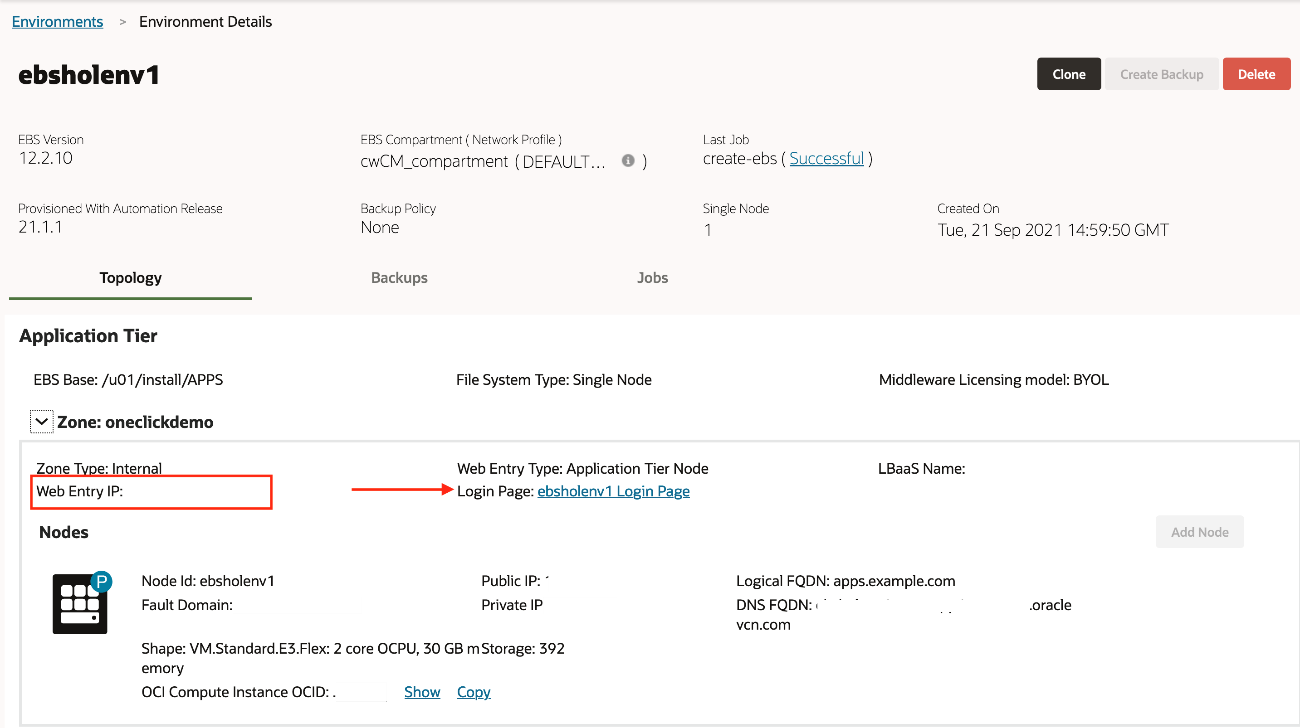 Environments > Environment Details
ebsholenv1
Clone Create Backup Delete
EBS Version EBS Compartment ( Network Profile ) Last Job
12.2.10 cwCM_compartment ( DEFAULT... i ) create-ebs ( Successful )
Provisioned With Automation Release Backup Policy Single Node Created On
21.1.1 None 1 Tue, 21 Sep 2021 14:59:50 GMT
Topology Backups Jobs
Application Tier
EBS Base: /u01/install/APPS File System Type: Single Node Middleware Licensing model: BYOL
Zone: oneclickdemo
Zone Type: Internal Web Entry Type: Application Tier Node LBaaS Name:
Web Entry IP: Login Page: ebsholenv1 Login Page
Nodes Add Node
P
Node Id: ebsholenv1 Public IP: Logical FQDN: apps.example.com
Fault Domain: Private IP DNS FQDN: .oracle
vcn.com
Shape: VM.Standard.E3.Flex: 2 core OCPU, 30 GB m Storage: 392
emory
OCI Compute Instance OCID: . Show Copy